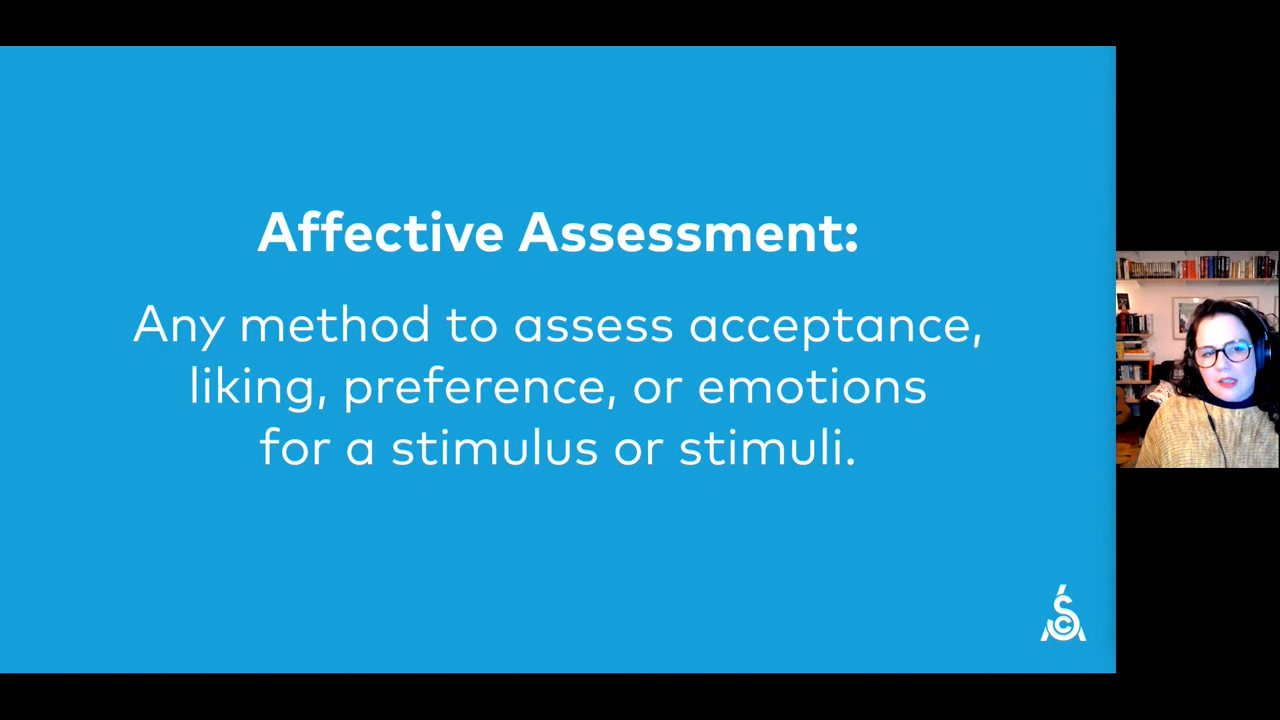 Affective Assessment:
Any method to assess acceptance,
liking, preference, or emotions
for a stimulus or stimuli.